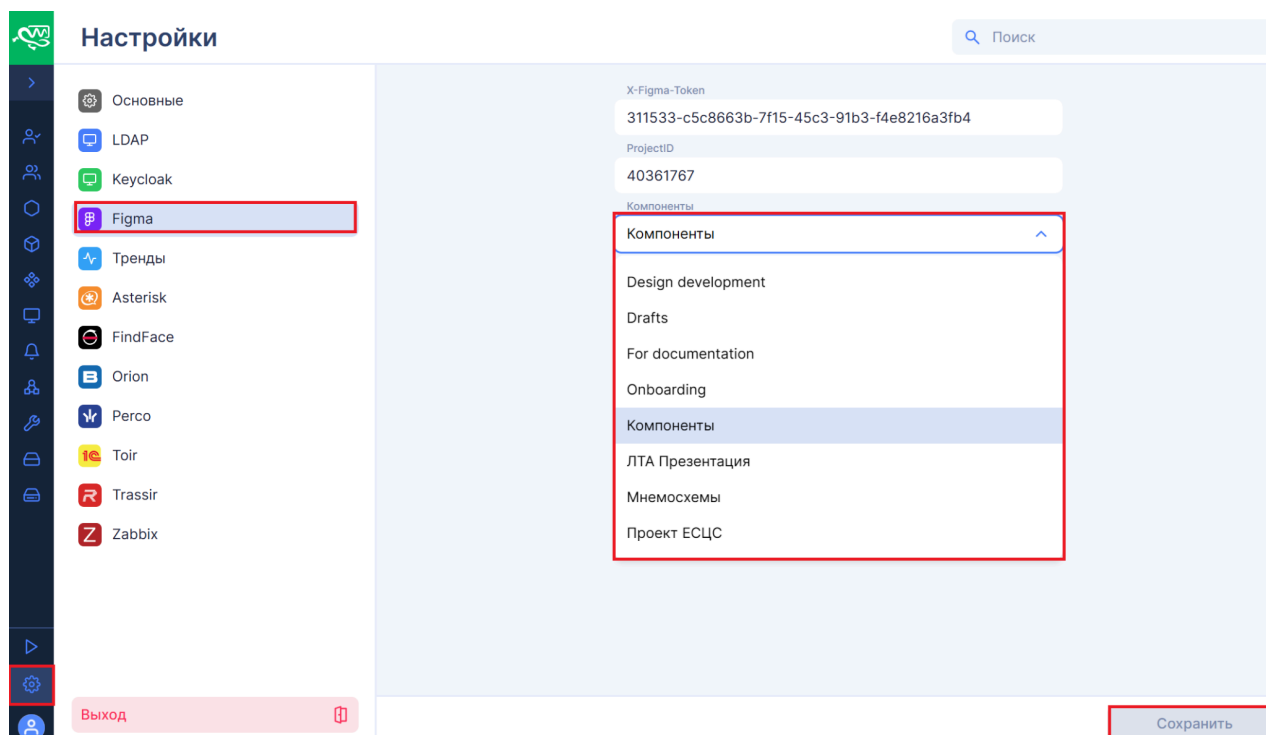 Настройки
Поиск
Основные
LDAP
Keycloak
Figma
Тренды
Asterisk
FindFace
Orion
Perco
1С Toir
Trassir
Z Zabbix
Выход
X-Figma-Token
311533-c5c8663b-7f15-45c3-91b3-f4e8216a3fb4
ProjectID
40361767
Компоненты
Компоненты
Design development
Drafts
For documentation
Onboarding
Компоненты
ЛТА Презентация
Мнемосхемы
Проект ЕСЦС
Сохранить